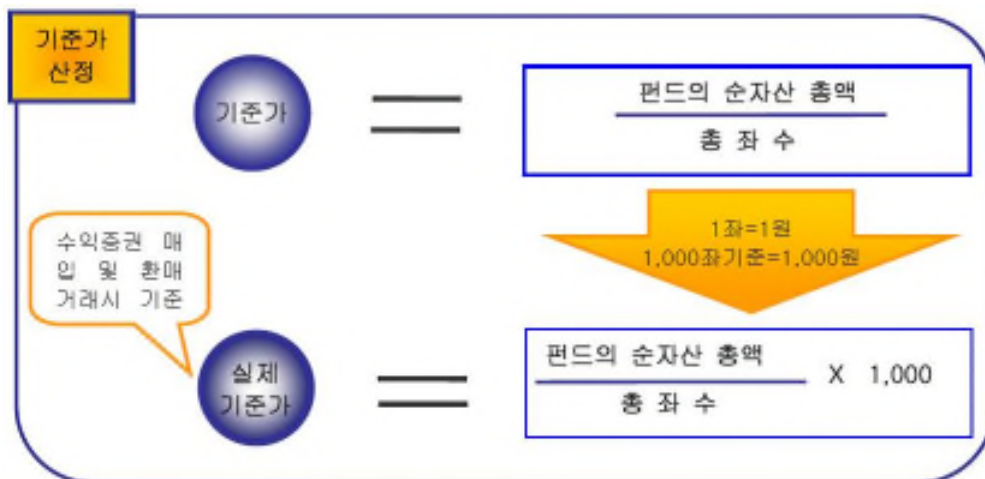 기준가
산정
기준가
펀드의 순자산 총액
총 좌 수
1좌=1원
1,000좌기준=1,000원
수익증권 매
입 및 환매
거래시 기준
실제
기준가
펀드의 순자산 총액
총 좌 수
X 1,000